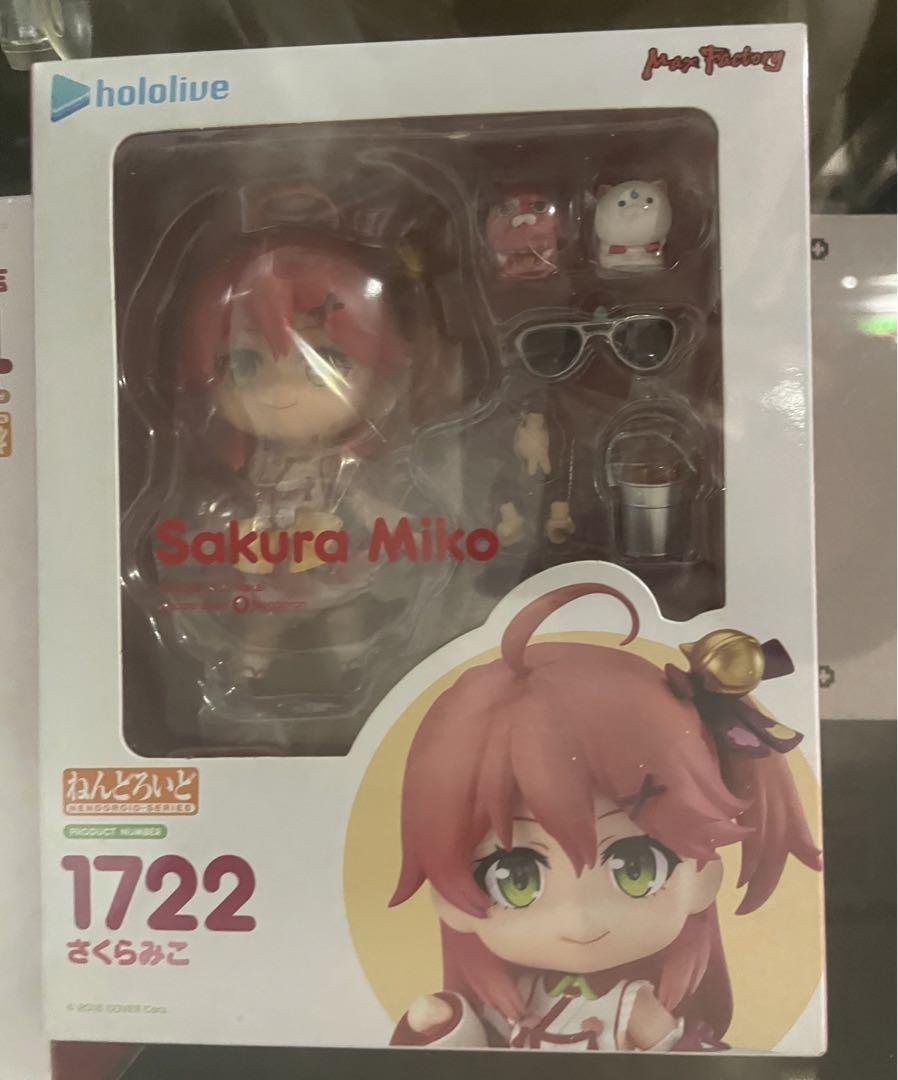 hololive
Max Factory
Sakura Miko
ねんどろいど
NENDOROID-SERIES
PRODUCT NUMBER
1722
さくらみこ
© 2016 COVER Corp.